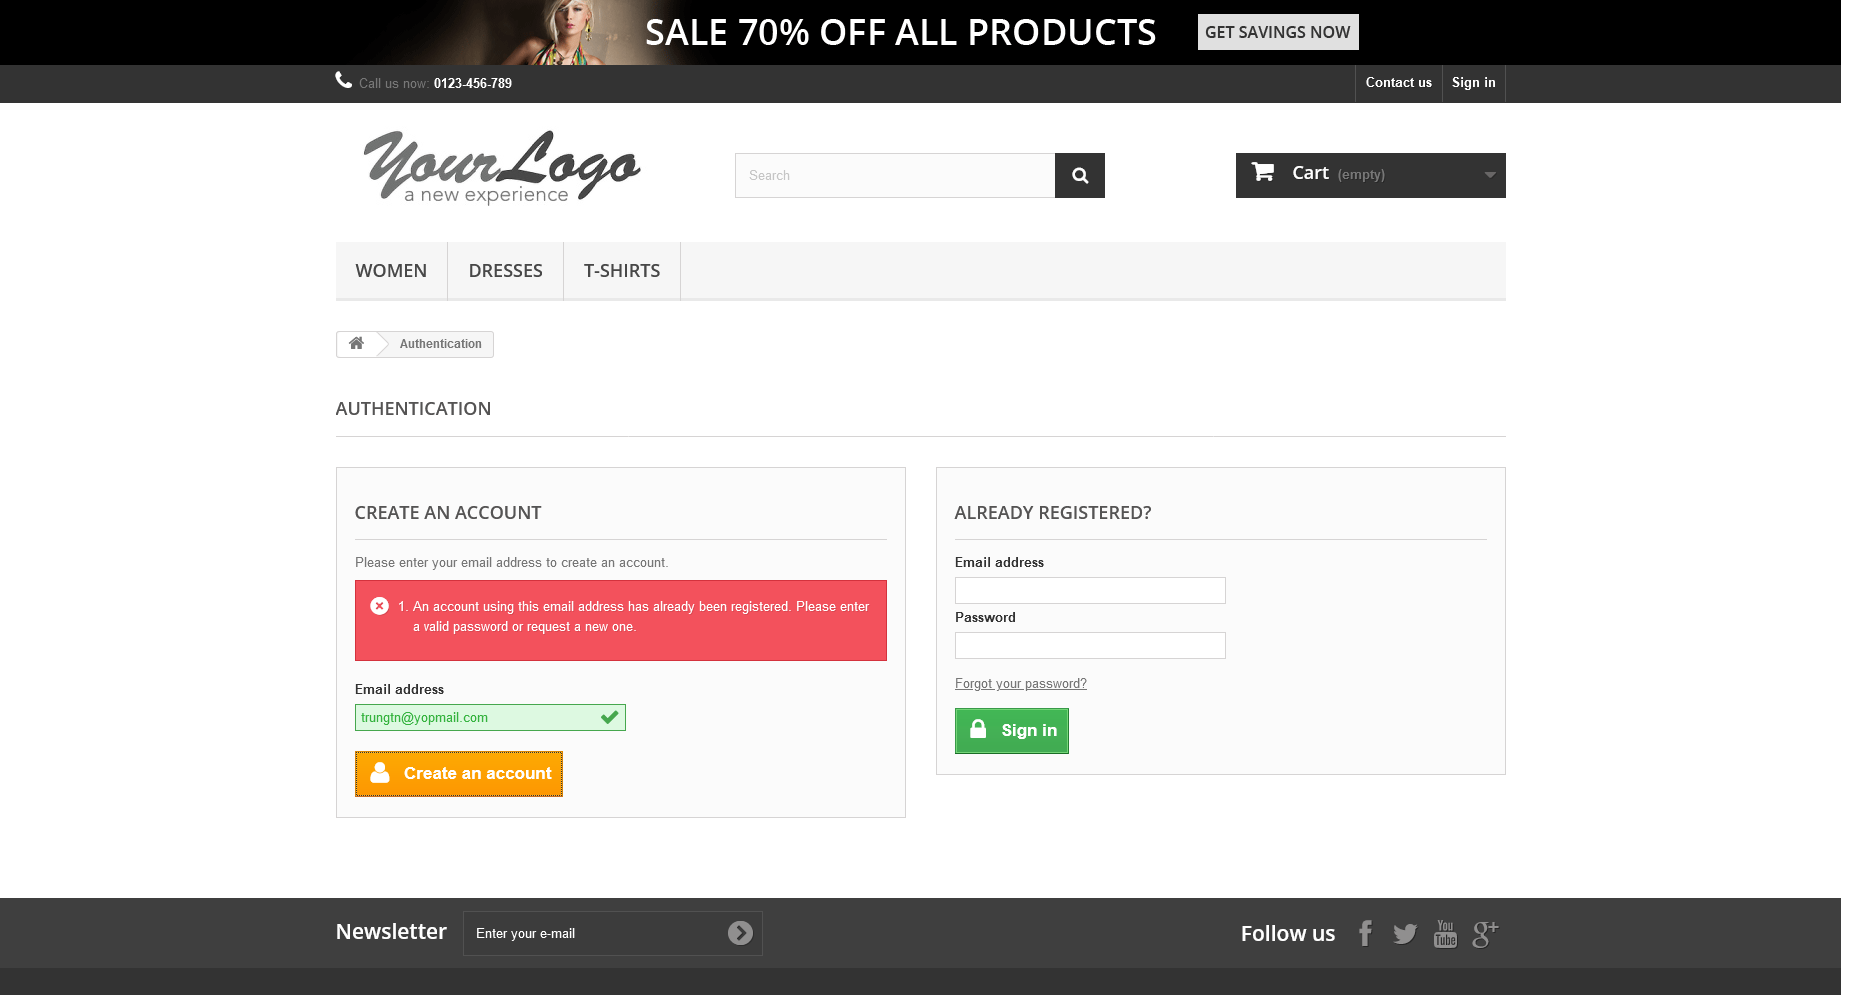 SALE 70% OFF ALL PRODUCTS GET SAVINGS NOW
Call us now: 0123-456-789
Contact us Sign in
YourLogo
a new experience
Search
Cart (empty)
WOMEN DRESSES T-SHIRTS
Authentication
AUTHENTICATION
CREATE AN ACCOUNT
Please enter your email address to create an account.
1. An account using this email address has already been registered. Please enter
a valid password or request a new one.
Email address
trungtn@yopmail.com
Create an account
ALREADY REGISTERED?
Email address
Password
Forgot your password?
Sign in
Newsletter
Enter your e-mail
Follow us
You
Tube
g+